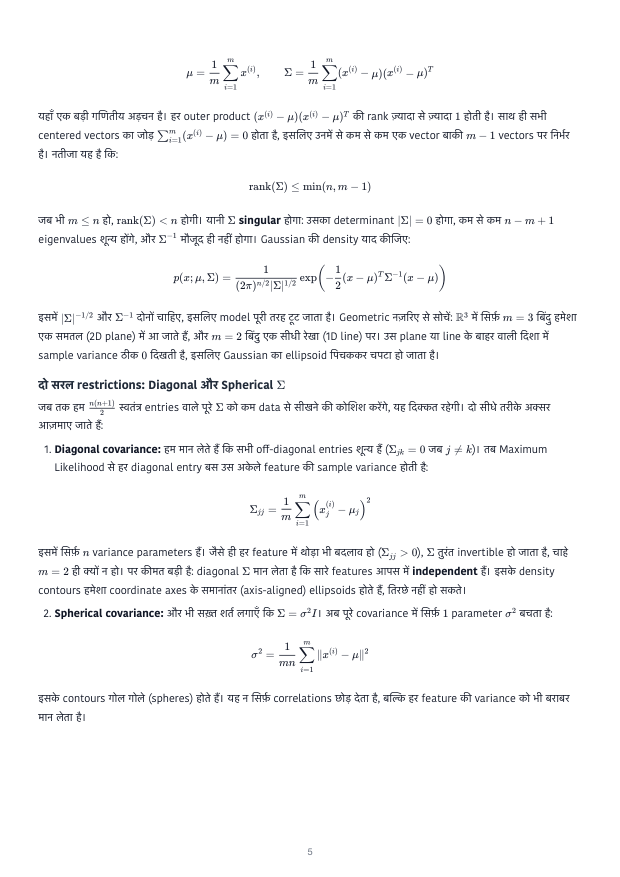 μ = 1/m ∑_{i=1}^{m} x^{(i)}, Σ = 1/m ∑_{i=1}^{m} (x^{(i)} − μ)(x^{(i)} − μ)^T
यहाँ एक बड़ी गणितीय अड़चन है। हर outer product (x^{(i)} − μ)(x^{(i)} − μ)^T की rank ज़्यादा से ज़्यादा 1 होती है। साथ ही सभी
centered vectors का जोड़ ∑_{i=1}^{m}(x^{(i)} − μ) = 0 होता है, इसलिए उनमें से कम से कम एक vector बाकी m − 1 vectors पर निर्भर
है। नतीजा यह है कि:
rank(Σ) ≤ min(n, m − 1)
जब भी m ≤ n हो, rank(Σ) < n होगी। यानी Σ singular होगा: उसका determinant |Σ| = 0 होगा, कम से कम n − m + 1
eigenvalues शून्य होंगे, और Σ^{−1} मौजूद ही नहीं होगा। Gaussian की density याद कीजिए:
p(x; μ, Σ) = 1/((2π)^{n/2}|Σ|^{1/2}) exp(−1/2 (x − μ)^T Σ^{−1}(x − μ))
इसमें |Σ|^{−1/2} और Σ^{−1} दोनों चाहिए, इसलिए model पूरी तरह टूट जाता है। Geometric नज़रिए से सोचें: ℝ^3 में सिर्फ़ m = 3 बिंदु हमेशा
एक समतल (2D plane) में आ जाते हैं, और m = 2 बिंदु एक सीधी रेखा (1D line) पर। उस plane या line के बाहर वाली दिशा में
sample variance ठीक 0 दिखती है, इसलिए Gaussian का ellipsoid पिचककर चपटा हो जाता है।
दो सरल restrictions: Diagonal और Spherical Σ
जब तक हम n(n+1)/2 स्वतंत्र entries वाले पूरे Σ को कम data से सीखने की कोशिश करेंगे, यह दिक्कत रहेगी। दो सीधे तरीके अक्सर
आज़माए जाते हैं:
1. Diagonal covariance: हम मान लेते हैं कि सभी off-diagonal entries शून्य हैं (Σ_{jk} = 0 जब j ≠ k)। तब Maximum
Likelihood से हर diagonal entry बस उस अकेले feature की sample variance होती है:
Σ_{jj} = 1/m ∑_{i=1}^{m} (x_j^{(i)} − μ_j)^2
इसमें सिर्फ़ n variance parameters हैं। जैसे ही हर feature में थोड़ा भी बदलाव हो (Σ_{jj} > 0), Σ तुरंत invertible हो जाता है, चाहे
m = 2 ही क्यों न हो। पर कीमत बड़ी है: diagonal Σ मान लेता है कि सारे features आपस में independent हैं। इसके density
contours हमेशा coordinate axes के समानांतर (axis-aligned) ellipsoids होते हैं, तिरछे नहीं हो सकते।
2. Spherical covariance: और भी सख़्त शर्त लगाएँ कि Σ = σ^2 I। अब पूरे covariance में सिर्फ़ 1 parameter σ^2 बचता है:
σ^2 = 1/(mn) ∑_{i=1}^{m} ‖x^{(i)} − μ‖^2
इसके contours गोल गोले (spheres) होते हैं। यह न सिर्फ़ correlations छोड़ देता है, बल्कि हर feature की variance को भी बराबर
मान लेता है।
5